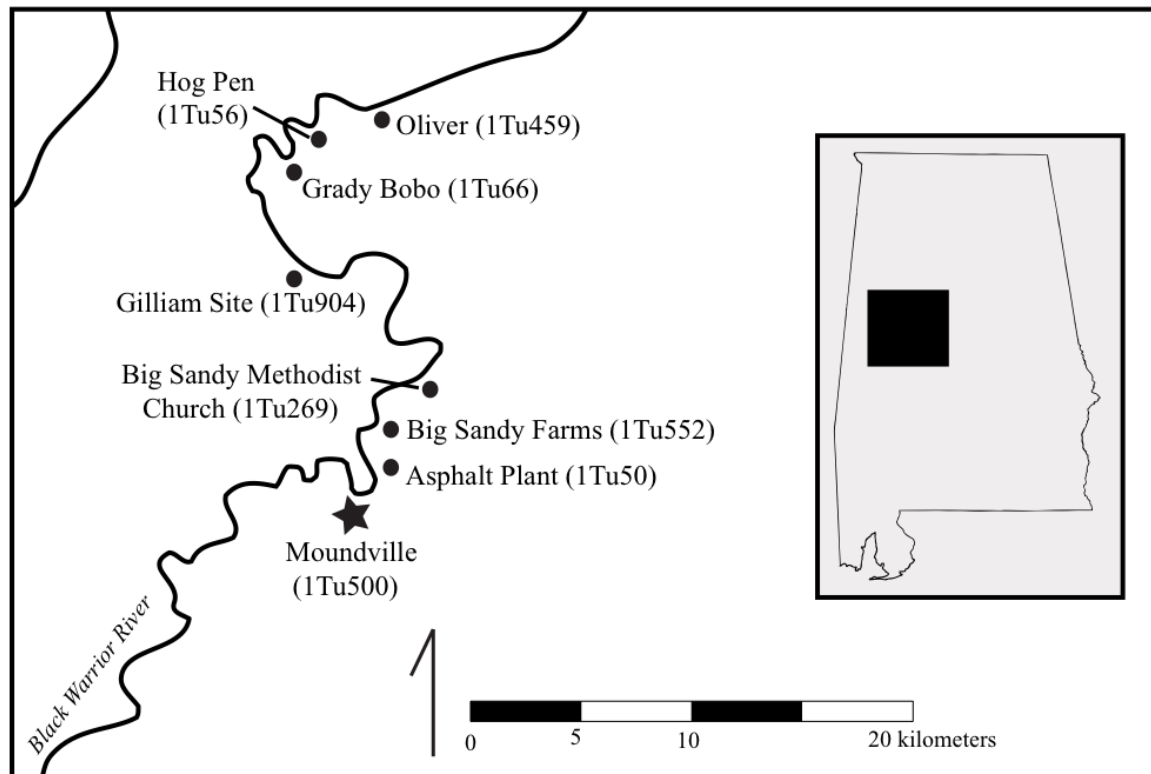 Hog Pen
(1Tu56)
Oliver (1Tu459)
Grady Bobo (1Tu66)
Gilliam Site (1Tu904)
Big Sandy Methodist
Church (1Tu269)
Big Sandy Farms (1Tu552)
Asphalt Plant (1Tu50)
Moundville
(1Tu500)
Black Warrior River
0 5 10 20 kilometers